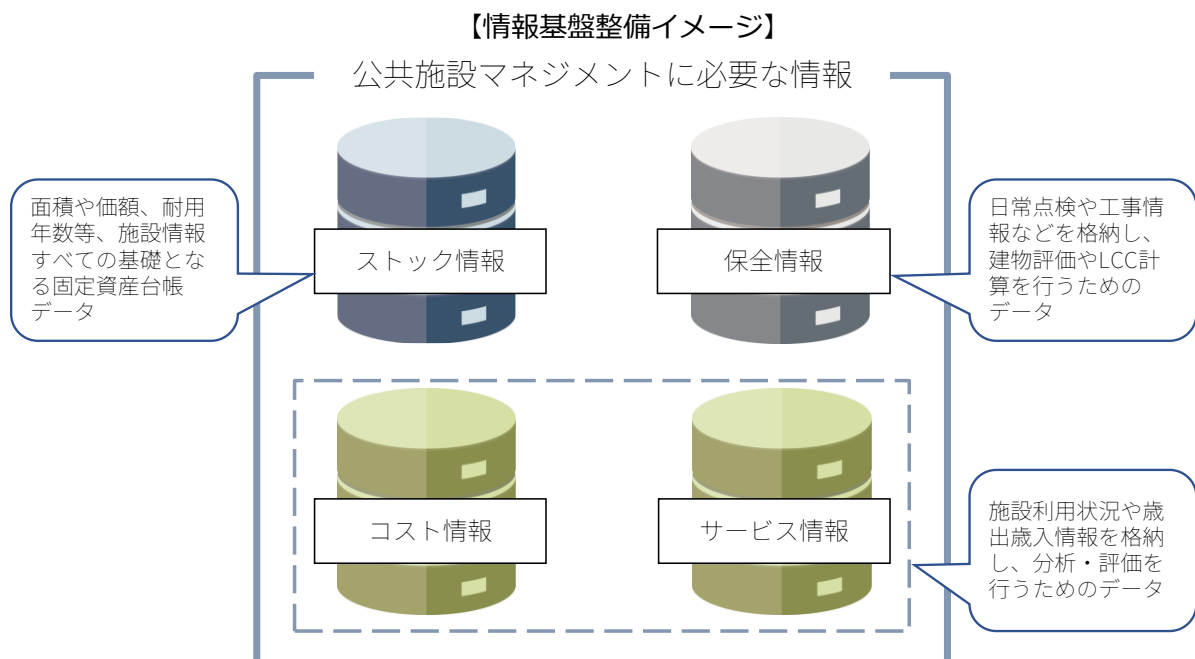 【情報基盤整備イメージ】
公共施設マネジメントに必要な情報
面積や価額、耐用
年数等、施設情報
すべての基礎とな
る固定資産台帳
データ
ストック情報
保全情報
日常点検や工事情
報などを格納し、
建物評価やLCC計
算を行うための
データ
コスト情報
サービス情報
施設利用状況や歳
出歳入情報を格納
し、分析・評価を
行うためのデータ